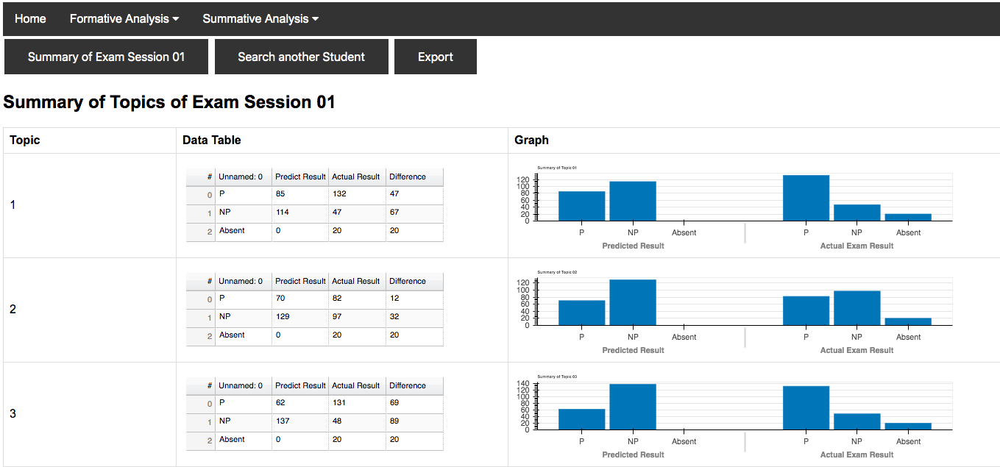 Home Formative Analysis Summative Analysis
Summary of Exam Session 01 Search another Student Export
Summary of Topics of Exam Session 01
Topic Data Table Graph
1
# Unnamed: 0 Predict Result Actual Result Difference
0 P 85 132 47
1 NP 114 47 67
2 Absent 0 20 20
Summary of Topic 01
120
100
80
60
40
20
0
P NP Absent P NP Absent
Predicted Result Actual Exam Result
2
# Unnamed: 0 Predict Result Actual Result Difference
0 P 70 82 12
1 NP 129 97 32
2 Absent 0 20 20
Summary of Topic 02
120
100
80
60
40
20
0
P NP Absent P NP Absent
Predicted Result Actual Exam Result
3
# Unnamed: 0 Predict Result Actual Result Difference
0 P 62 131 69
1 NP 137 48 89
2 Absent 0 20 20
Summary of Topic 03
140
120
100
80
60
40
20
0
P NP Absent P NP Absent
Predicted Result Actual Exam Result